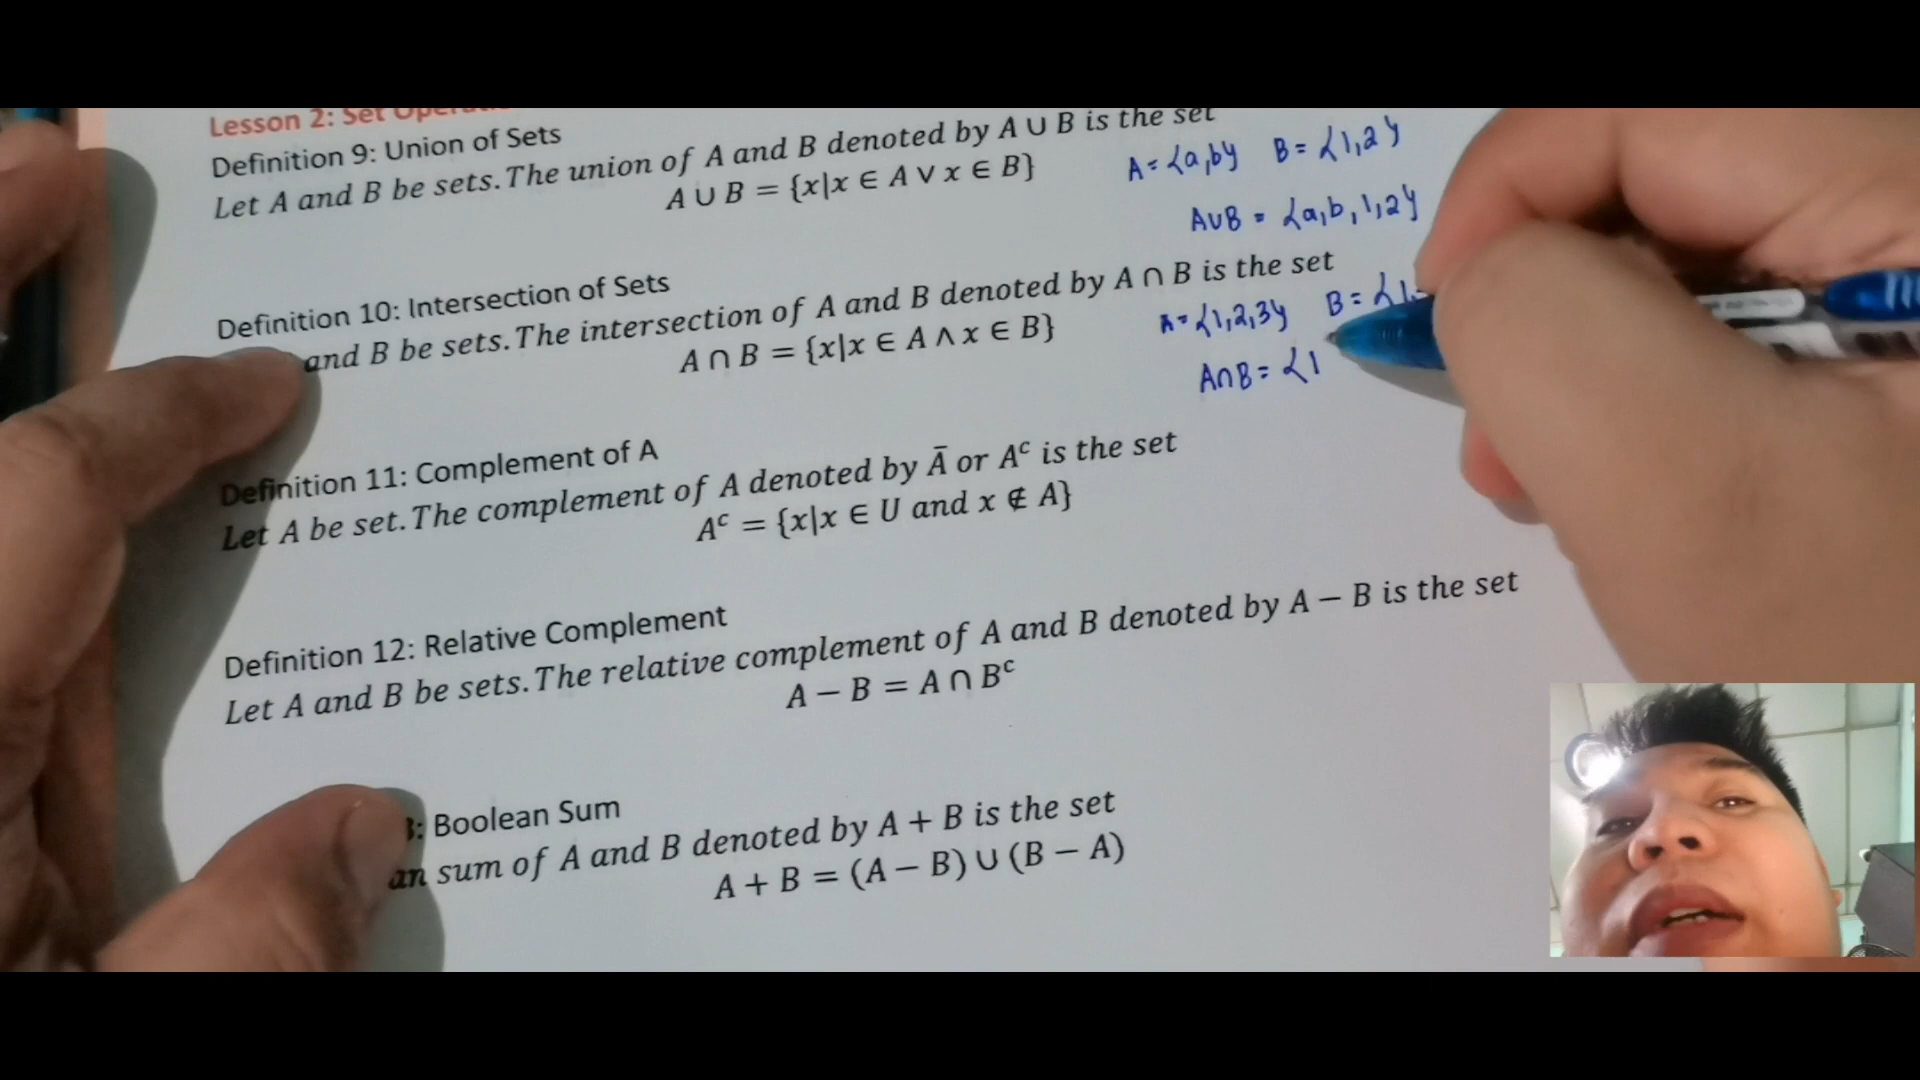 Lesson 2: Set
Definition 9: Union of Sets
Let A and B be sets. The union of A and B denoted by A ∪ B is the set
A ∪ B = {x|x ∈ A ∨ x ∈ B}
A = {a,b} B = {1,2}
A∪B = {a,b,1,2}
Definition 10: Intersection of Sets
and B be sets. The intersection of A and B denoted by A ∩ B is the set
A ∩ B = {x|x ∈ A ∧ x ∈ B}
A = {1,2,3} B = {1,
A∩B = {1
Definition 11: Complement of A
Let A be set. The complement of A denoted by Ā or Aᶜ is the set
Aᶜ = {x|x ∈ U and x ∉ A}
Definition 12: Relative Complement
Let A and B be sets. The relative complement of A and B denoted by A − B is the set
A − B = A ∩ Bᶜ
3: Boolean Sum
an sum of A and B denoted by A + B is the set
A + B = (A − B) ∪ (B − A)